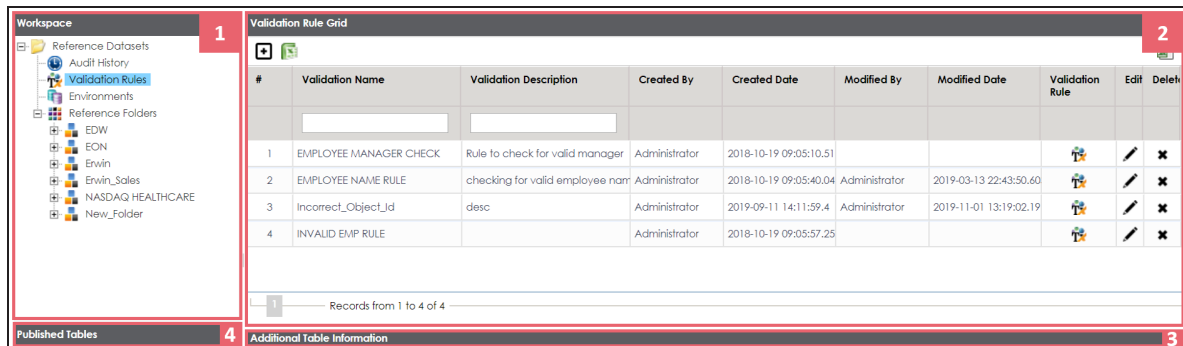 Workspace
1
Reference Datasets
Audit History
Validation Rules
Environments
Reference Folders
EDW
EON
Erwin
Erwin_Sales
NASDAQ HEALTHCARE
New_Folder
Validation Rule Grid
2
# Validation Name Validation Description Created By Created Date Modified By Modified Date Validation Rule Edit Delete
1 EMPLOYEE MANAGER CHECK Rule to check for valid manager Administrator 2018-10-19 09:05:10.51
2 EMPLOYEE NAME RULE checking for valid employee nam Administrator 2018-10-19 09:05:40.04 Administrator 2019-03-13 22:43:50.60
3 Incorrect_Object_Id desc Administrator 2019-09-11 14:11:59.4 Administrator 2019-11-01 13:19:02.19
4 INVALID EMP RULE Administrator 2018-10-19 09:05:57.25
1 Records from 1 to 4 of 4
Published Tables 4
Additional Table Information 3